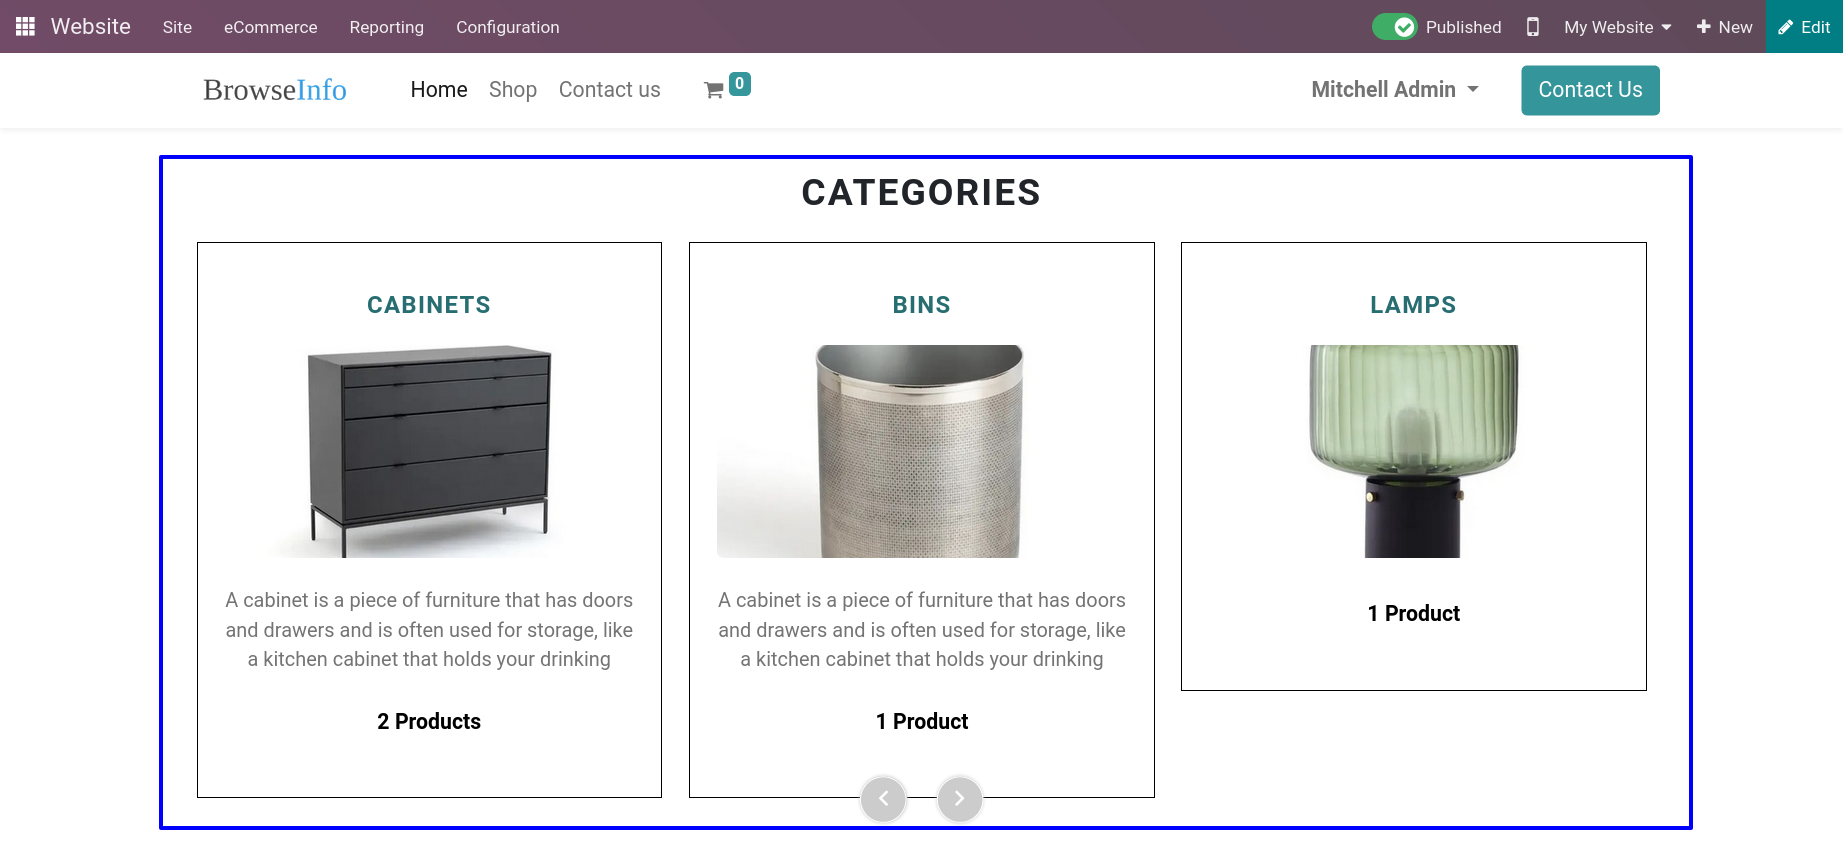 Website Site eCommerce Reporting Configuration Published My Website New Edit
BrowseInfo Home Shop Contact us 0 Mitchell Admin Contact Us
CATEGORIES
CABINETS
A cabinet is a piece of furniture that has doors
and drawers and is often used for storage, like
a kitchen cabinet that holds your drinking
2 Products
BINS
A cabinet is a piece of furniture that has doors
and drawers and is often used for storage, like
a kitchen cabinet that holds your drinking
1 Product
LAMPS
1 Product